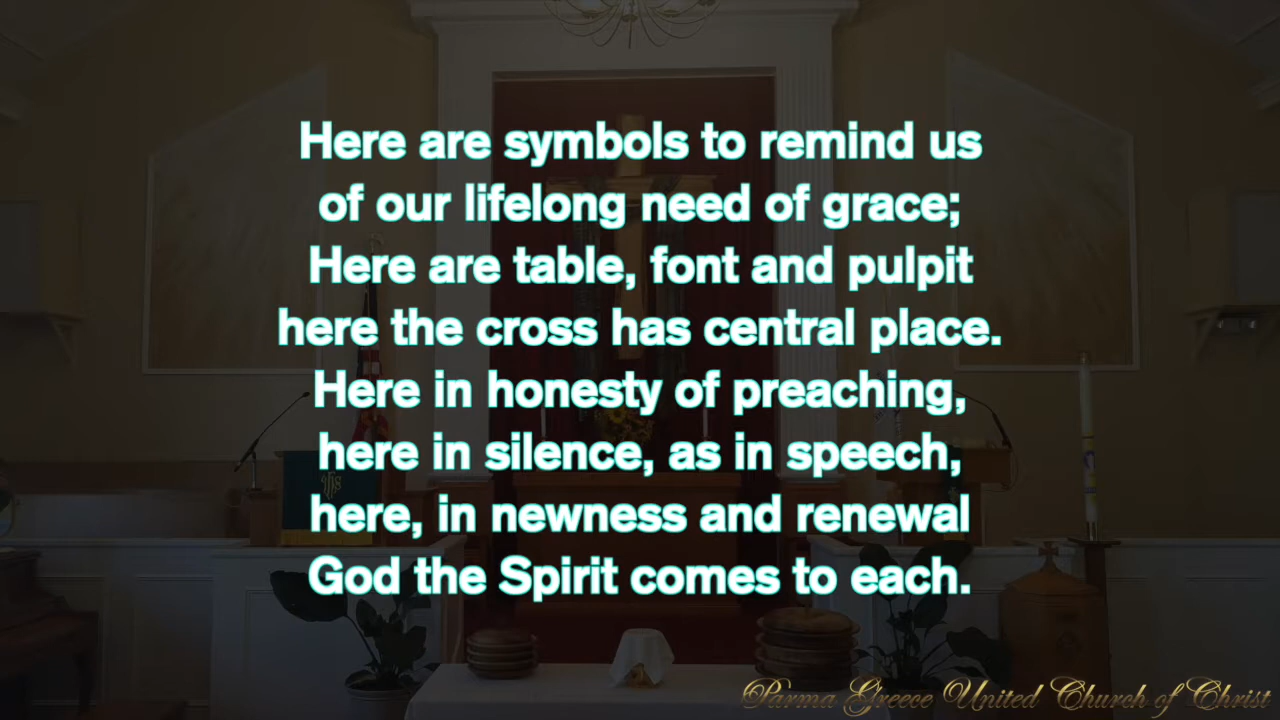 Here are symbols to remind us
of our lifelong need of grace;
Here are table, font and pulpit
here the cross has central place.
Here in honesty of preaching,
here in silence, as in speech,
here, in newness and renewal
God the Spirit comes to each.
IHS
Parma Greece United Church of Christ